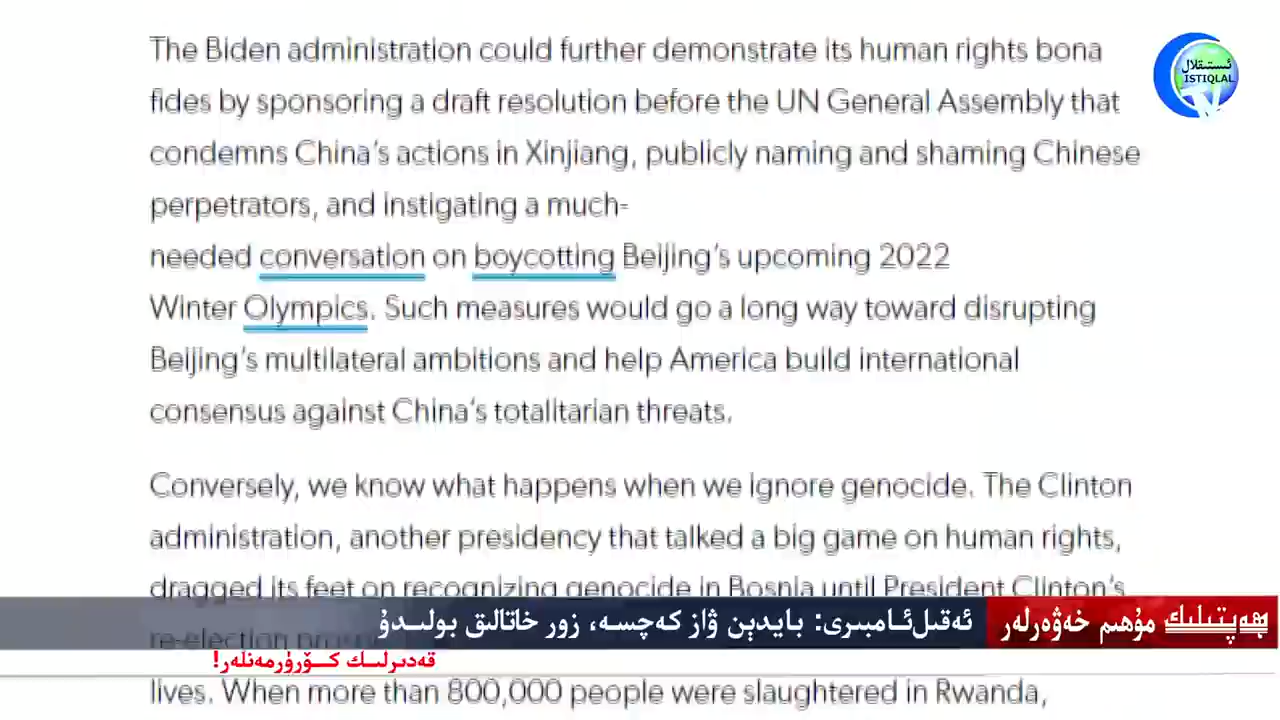 The Biden administration could further demonstrate its human rights bona
fides by sponsoring a draft resolution before the UN General Assembly that
condemns China's actions in Xinjiang, publicly naming and shaming Chinese
perpetrators, and instigating a much-
needed conversation on boycotting Beijing's upcoming 2022
Winter Olympics. Such measures would go a long way toward disrupting
Beijing's multilateral ambitions and help America build international
consensus against China's totalitarian threats.
Conversely, we know what happens when we ignore genocide. The Clinton
administration, another presidency that talked a big game on human rights,
dragged its feet on recognizing genocide in Bosnia until President Clinton's
re-election
lives. When more than 800,000 people were slaughtered in Rwanda,
ئىستىقلال
ISTIQLAL
ھەپتىلىك مۇھىم خەۋەرلەر
ئەقىل ئامبىرى: بايدېن ۋاز كەچسە، زور خاتالىق بولىدۇ
قەدىرلىك كۆرۈرمەنلەر!